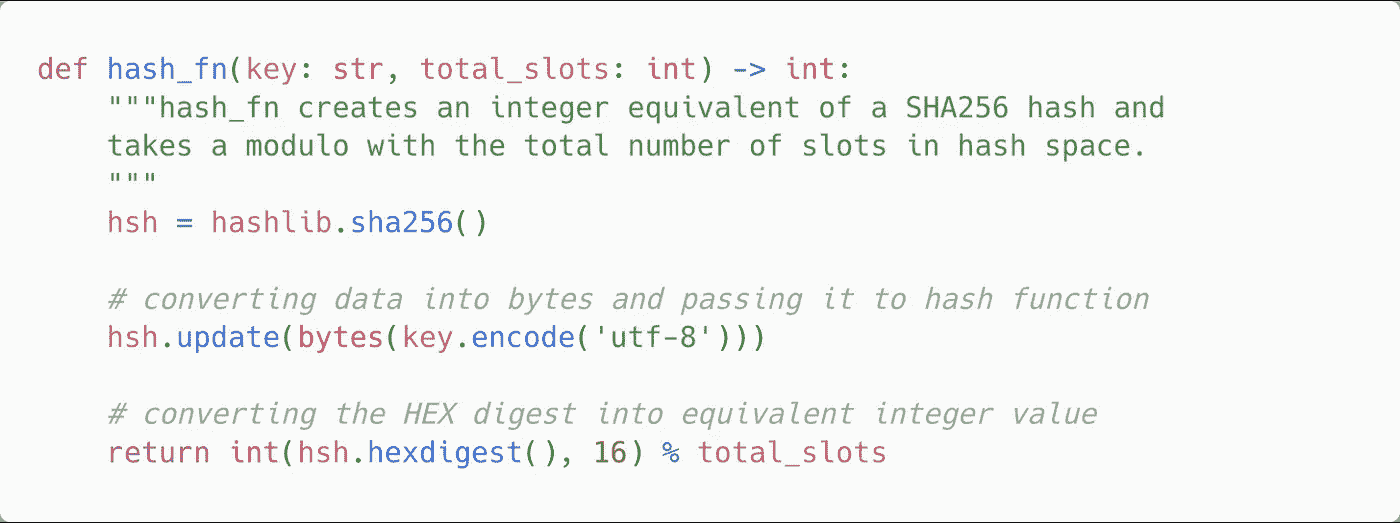 def hash_fn(key: str, total_slots: int) -> int:
    """hash_fn creates an integer equivalent of a SHA256 hash and
    takes a modulo with the total number of slots in hash space.
    """
    hsh = hashlib.sha256()
    # converting data into bytes and passing it to hash function
    hsh.update(bytes(key.encode('utf-8')))
    # converting the HEX digest into equivalent integer value
    return int(hsh.hexdigest(), 16) % total_slots